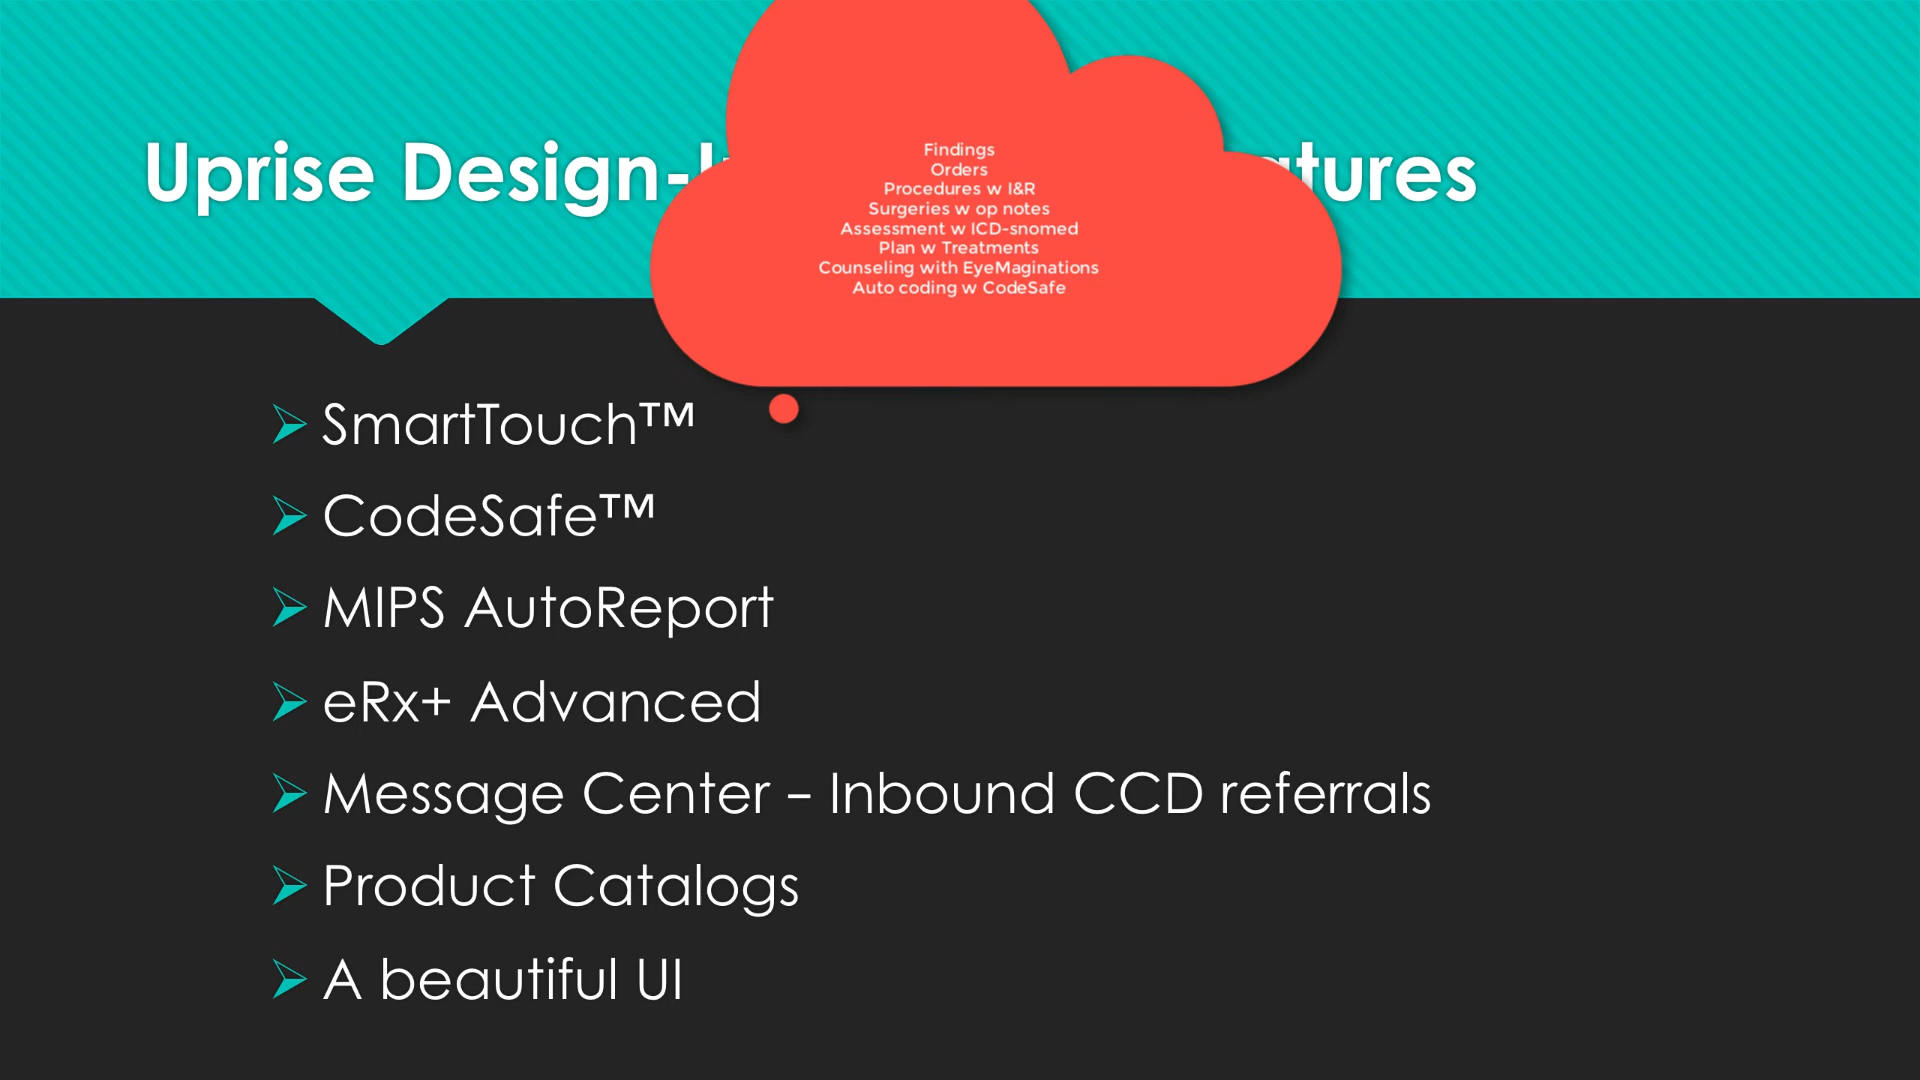 Uprise Design- atures
Findings
Orders
Procedures w I&R
Surgeries w op notes
Assessment w ICD-snomed
Plan w Treatments
Counseling with EyeMaginations
Auto coding w CodeSafe
SmartTouch™
CodeSafe™
MIPS AutoReport
eRx+ Advanced
Message Center – Inbound CCD referrals
Product Catalogs
A beautiful UI